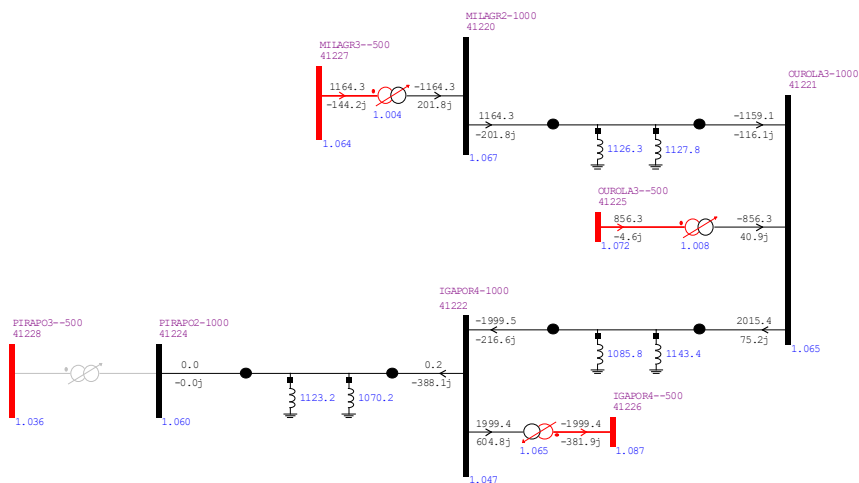 MILAGR2-1000
41220
MILAGR3--500
41227
1164.3
-144.2j
1.004
-1164.3
201.8j
1.064
1.067
OUROLA3-1000
41221
1164.3
-201.8j
1126.3
1127.8
-1159.1
-116.1j
OUROLA3--500
41225
856.3
-4.6j
1.072
1.008
-856.3
40.9j
IGAPOR4-1000
41222
-1999.5
-216.6j
1085.8
1143.4
2015.4
75.2j
1.065
PIRAPO3--500
41228
PIRAPO2-1000
41224
0.0
-0.0j
1123.2
1070.2
0.2
-388.1j
1.036
1.060
IGAPOR4--500
41226
1999.4
604.8j
1.065
-1999.4
-381.9j
1.087
1.047